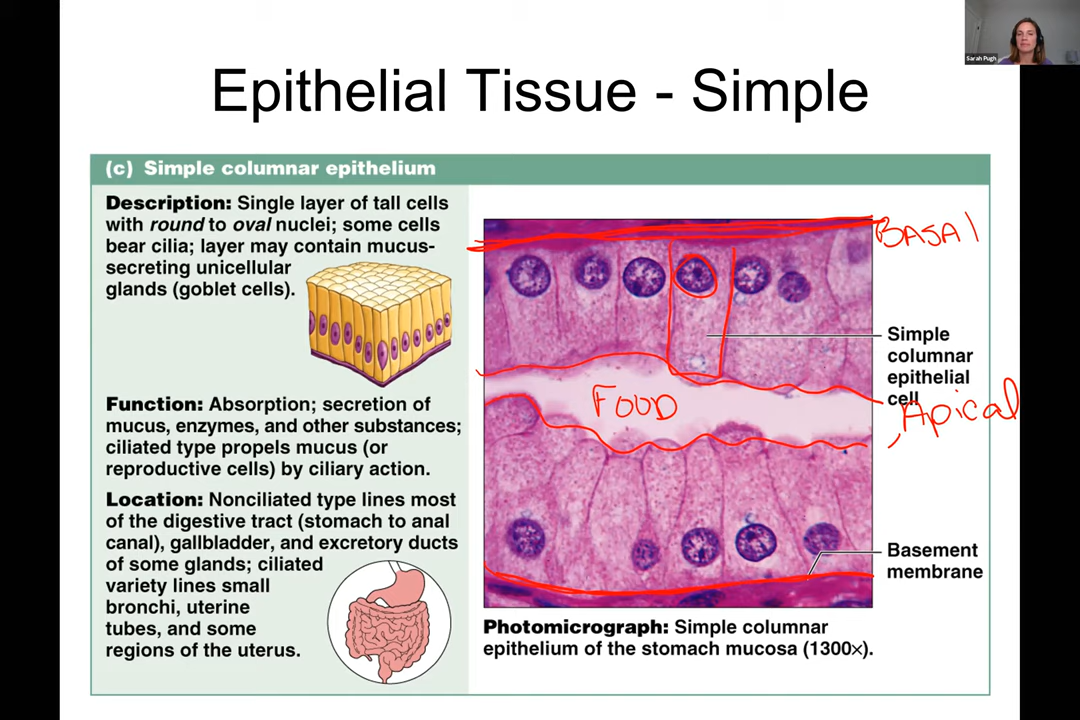 Sarah Pugh
Epithelial Tissue - Simple
(c) Simple columnar epithelium
Description: Single layer of tall cells
with round to oval nuclei; some cells
bear cilia; layer may contain mucus-
secreting unicellular
glands (goblet cells).
Function: Absorption; secretion of
mucus, enzymes, and other substances;
ciliated type propels mucus (or
reproductive cells) by ciliary action.
Location: Nonciliated type lines most
of the digestive tract (stomach to anal
canal), gallbladder, and excretory ducts
of some glands; ciliated
variety lines small
bronchi, uterine
tubes, and some
regions of the uterus.
BASAl
Simple
columnar
epithelial
cell
FOOD
Apical
Basement
membrane
Photomicrograph: Simple columnar
epithelium of the stomach mucosa (1300×).